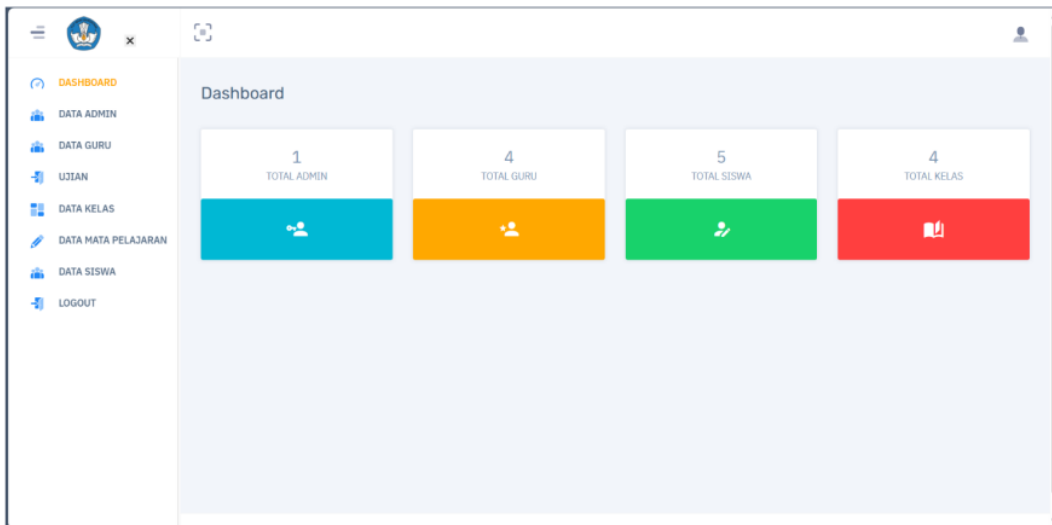 DASHBOARD
DATA ADMIN
DATA GURU
UJIAN
DATA KELAS
DATA MATA PELAJARAN
DATA SISWA
LOGOUT
Dashboard
1
TOTAL ADMIN
4
TOTAL GURU
5
TOTAL SISWA
4
TOTAL KELAS